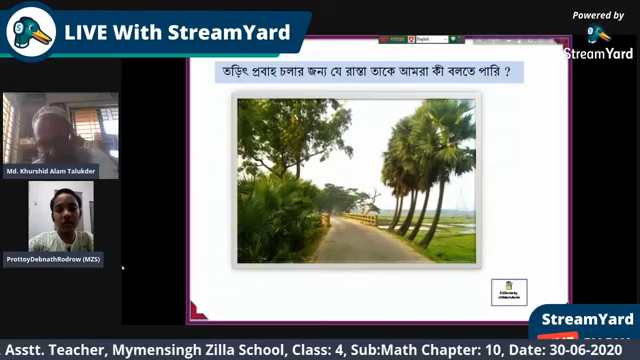 LIVE With StreamYard
Powered by
StreamYard
English
তড়িৎ প্রবাহ চলার জন্য যে রাস্তা তাকে আমরা কী বলতে পারি ?
Md. Khurshid Alam Talukder
ProttoyDebnathRodrow (MZS)
StreamYard
Asstt. Teacher, Mymensingh Zilla School, Class: 4, Sub:Math Chapter: 10, Date: 30-06-2020